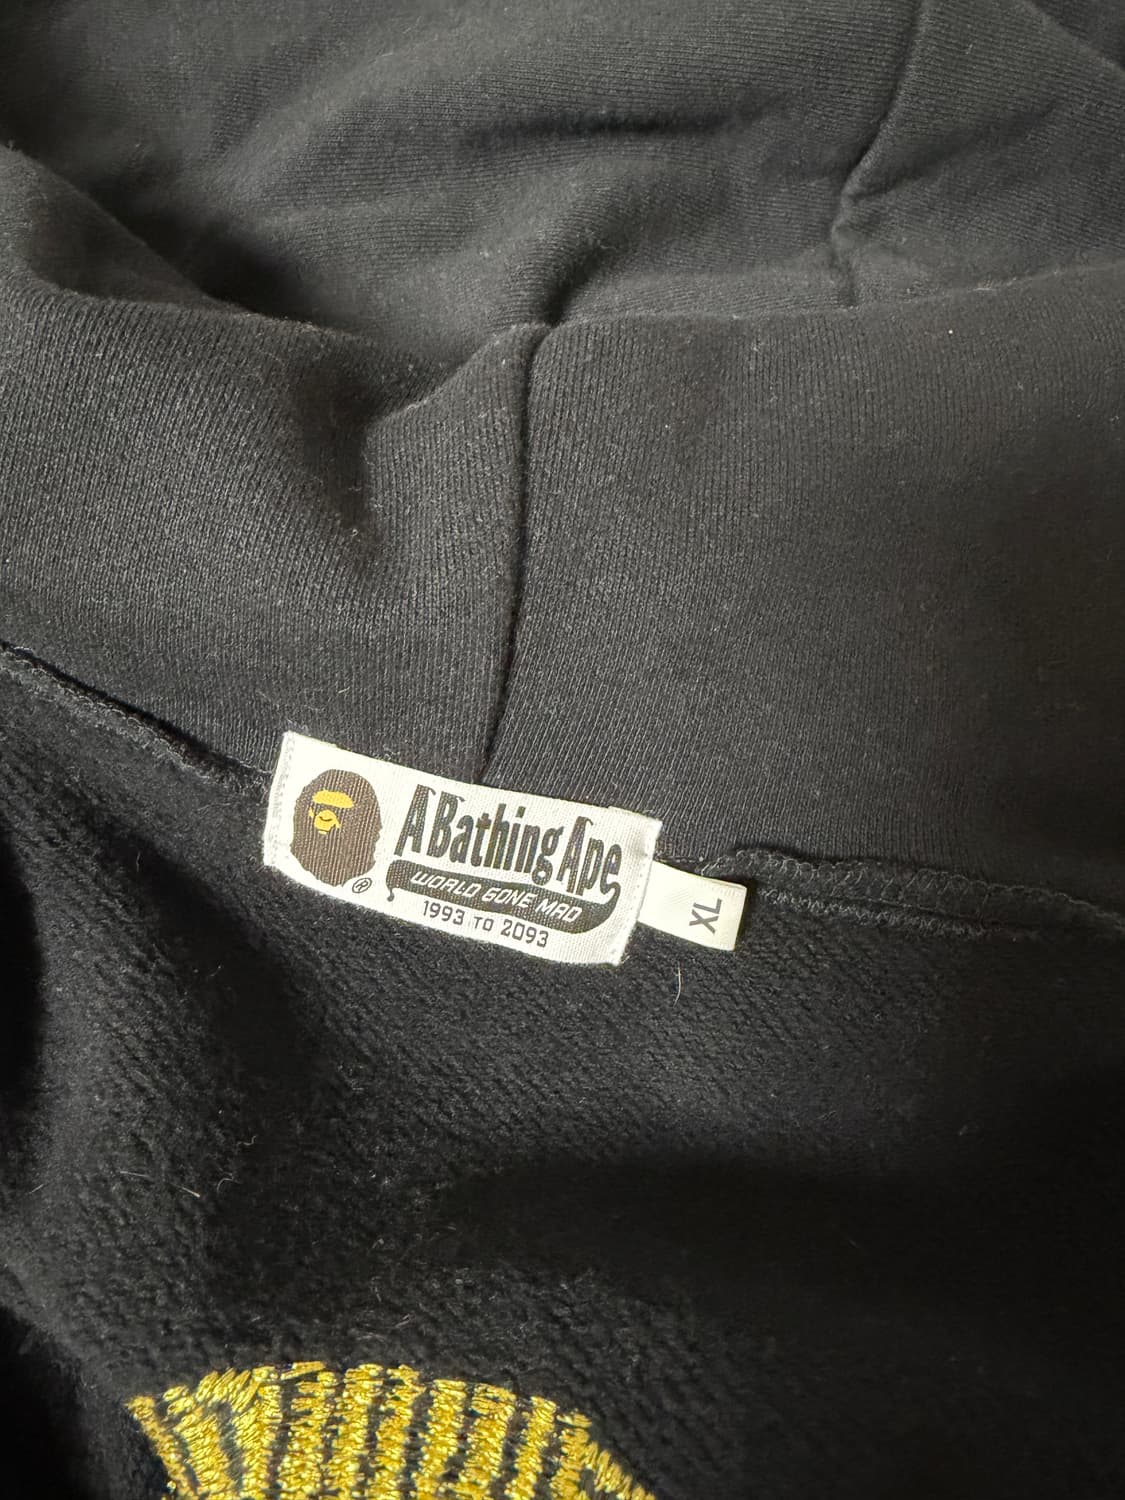 A Bathing Ape
®
WORLD GONE MAD
1993 TO 2093
XL